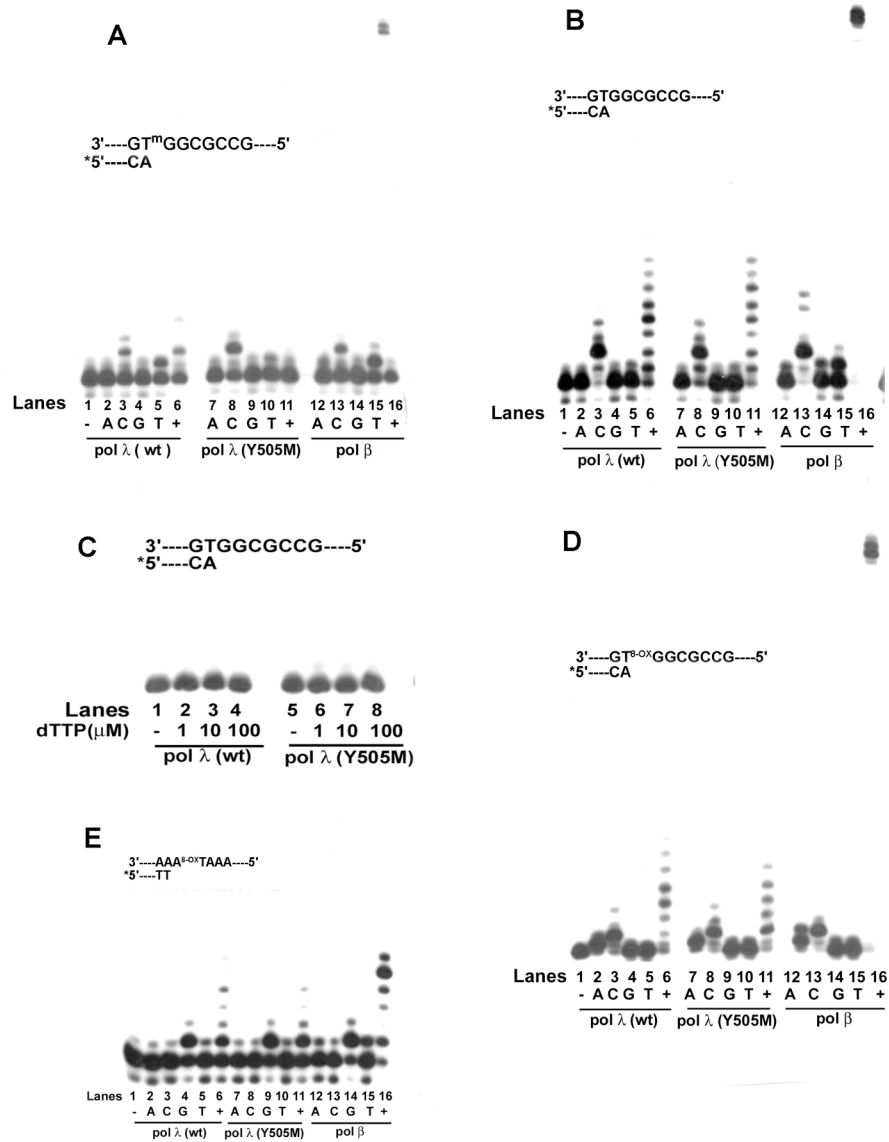 A
3'----GTᵐGGCGCCG----5'
*5'----CA
Lanes 1 2 3 4 5 6 7 8 9 10 11 12 13 14 15 16
- A C G T + A C G T + A C G T +
pol λ ( wt ) pol λ (Y505M) pol β
B
3'----GTGGCGCCG----5'
*5'----CA
Lanes 1 2 3 4 5 6 7 8 9 10 11 12 13 14 15 16
- A C G T + A C G T + A C G T +
pol λ (wt) pol λ (Y505M) pol β
C
3'----GTGGCGCCG----5'
*5'----CA
Lanes 1 2 3 4 5 6 7 8
dTTP(μM) - 1 10 100 - 1 10 100
pol λ (wt) pol λ (Y505M)
D
3'----GT⁸⁻ᴼˣGGCGCCG----5'
*5'----CA
Lanes 1 2 3 4 5 6 7 8 9 10 11 12 13 14 15 16
- A C G T + A C G T + A C G T +
pol λ (wt) pol λ (Y505M) pol β
E
3'----AAA⁸⁻ᴼˣTAAA----5'
*5'----TT
Lanes 1 2 3 4 5 6 7 8 9 10 11 12 13 14 15 16
- A C G T + A C G T + A C G T +
pol λ (wt) pol λ (Y505M) pol β